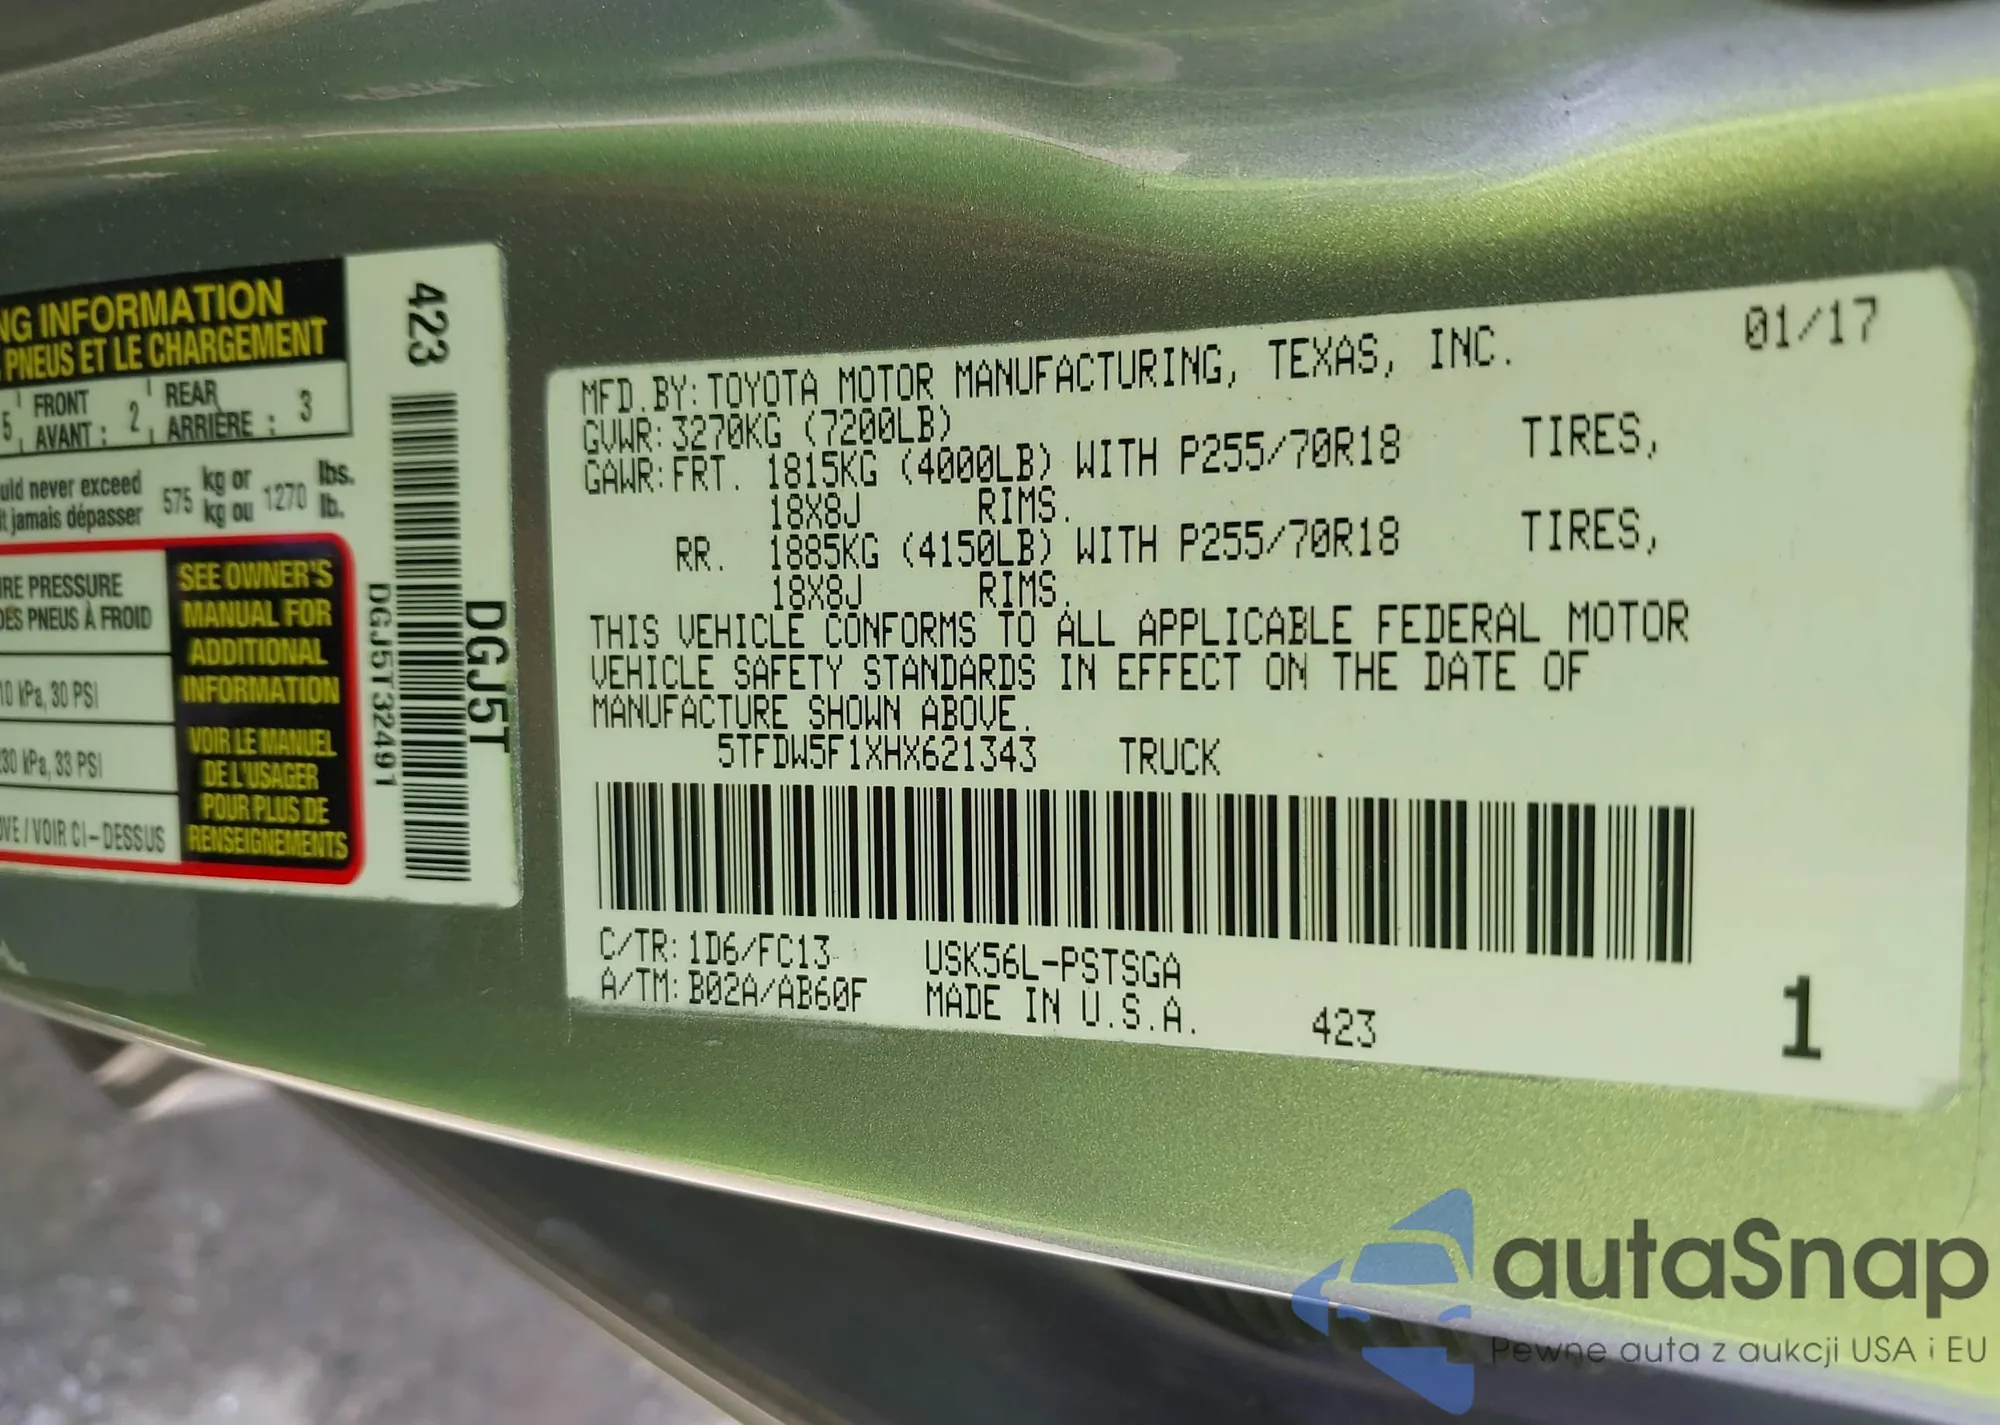 NG INFORMATION
PNEUS ET LE CHARGEMENT
5 FRONT AVANT : 2 REAR ARRIÈRE : 3
uld never exceed 575 kg or 1270 lbs.
t jamais dépasser kg ou lb.
IRE PRESSURE
DES PNEUS À FROID
10 kPa, 30 PSI
230 kPa, 33 PSI
OVE / VOIR CI-DESSUS
SEE OWNER'S
MANUAL FOR
ADDITIONAL
INFORMATION
VOIR LE MANUEL
DE L'USAGER
POUR PLUS DE
RENSEIGNEMENTS
423
DGJ5T32491
DGJ5T
01/17
MFD.BY:TOYOTA MOTOR MANUFACTURING, TEXAS, INC.
GVWR:3270KG (7200LB)
GAWR:FRT. 1815KG (4000LB) WITH P255/70R18 TIRES,
18X8J RIMS.
RR. 1885KG (4150LB) WITH P255/70R18 TIRES,
18X8J RIMS.
THIS VEHICLE CONFORMS TO ALL APPLICABLE FEDERAL MOTOR
VEHICLE SAFETY STANDARDS IN EFFECT ON THE DATE OF
MANUFACTURE SHOWN ABOVE.
5TFDW5F1XHX621343 TRUCK
C/TR:1D6/FC13 USK56L-PSTSGA
A/TM:B02A/AB60F MADE IN U.S.A. 423
1
autaSnap
Pewne auta z aukcji USA i EU